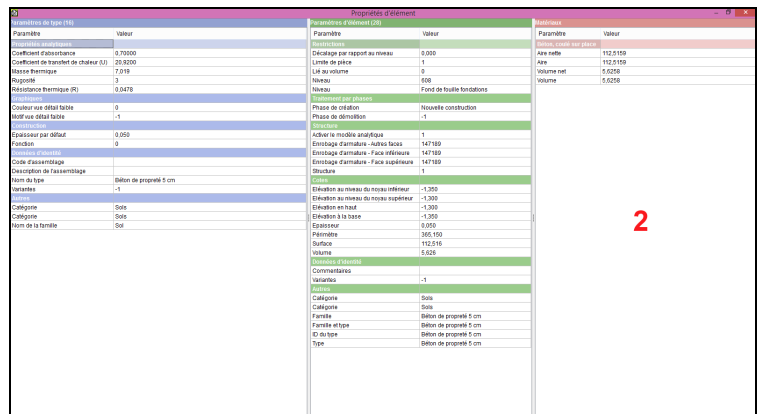 Propriétés d'élément
Paramètres de type (16)
Paramètre Valeur
Propriétés analytiques
Coefficient d'absorbance 0,70000
Coefficient de transfert de chaleur (U) 20,9200
Masse thermique 7,019
Rugosité 3
Résistance thermique (R) 0,0478
Graphiques
Couleur vue détail faible 0
Motif vue détail faible -1
Construction
Epaisseur par défaut 0,050
Fonction 0
Données d'identité
Code d'assemblage
Description de l'assemblage
Nom du type Béton de propreté 5 cm
Variantes -1
Autres
Catégorie Sols
Catégorie Sols
Nom de la famille Sol
Paramètres d'élément (28)
Paramètre Valeur
Restrictions
Décalage par rapport au niveau 0,000
Limite de pièce 1
Lié au volume 0
Niveau 608
Niveau Fond de fouille fondations
Traitement par phases
Phase de création Nouvelle construction
Phase de démolition -1
Structure
Activer le modèle analytique 1
Enrobage d'armature - Autres faces 147189
Enrobage d'armature - Face inférieure 147189
Enrobage d'armature - Face supérieure 147189
Structure 1
Cotes
Elévation au niveau du noyau inférieur -1,350
Elévation au niveau du noyau supérieur -1,300
Elévation en haut -1,300
Elévation à la base -1,350
Epaisseur 0,050
Périmètre 365,150
Surface 112,516
Volume 5,626
Données d'identité
Commentaires
Variantes -1
Autres
Catégorie Sols
Catégorie Sols
Famille Béton de propreté 5 cm
Famille et type Béton de propreté 5 cm
ID du type Béton de propreté 5 cm
Type Béton de propreté 5 cm
Matériaux
Paramètre Valeur
Béton, coulé sur place
Aire nette 112,5159
Aire 112,5159
Volume net 5,6258
Volume 5,6258
2